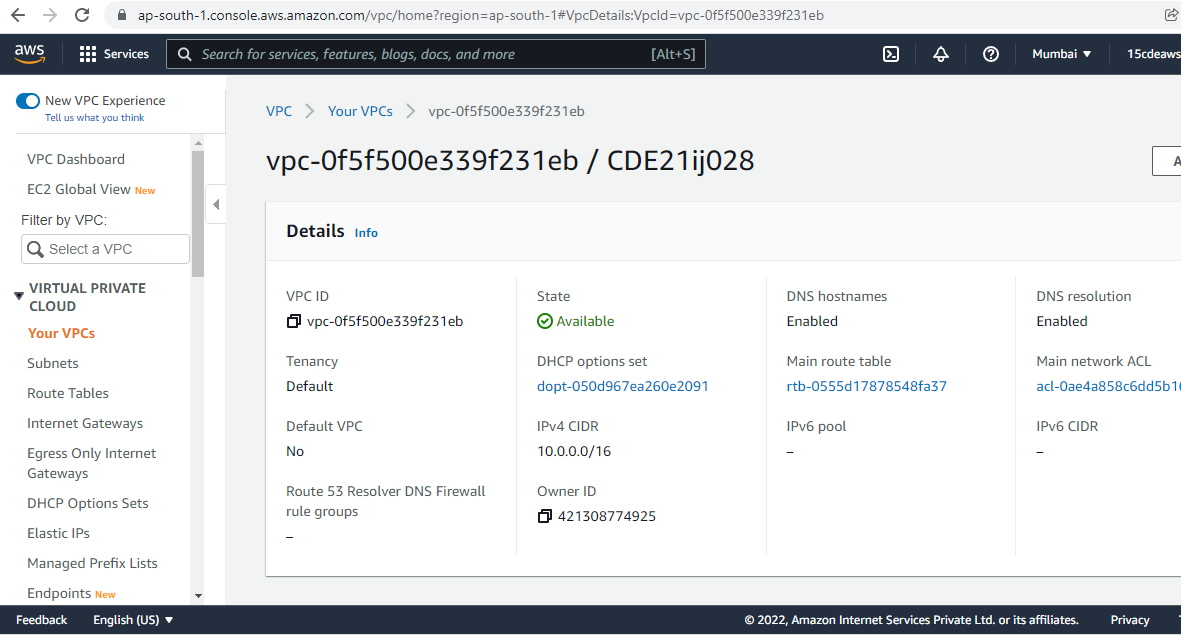 ap-south-1.console.aws.amazon.com/vpc/home?region=ap-south-1#VpcDetails:VpcId=vpc-0f5f500e339f231eb
aws Services Search for services, features, blogs, docs, and more [Alt+S] Mumbai ▼ 15cdeaws
New VPC Experience
Tell us what you think
VPC Dashboard
EC2 Global View New
Filter by VPC:
Select a VPC
VIRTUAL PRIVATE
CLOUD
Your VPCs
Subnets
Route Tables
Internet Gateways
Egress Only Internet
Gateways
DHCP Options Sets
Elastic IPs
Managed Prefix Lists
Endpoints New
VPC > Your VPCs > vpc-0f5f500e339f231eb
vpc-0f5f500e339f231eb / CDE21ij028
A
Details Info
VPC ID
vpc-0f5f500e339f231eb
State
Available
DNS hostnames
Enabled
DNS resolution
Enabled
Tenancy
Default
DHCP options set
dopt-050d967ea260e2091
Main route table
rtb-0555d17878548fa37
Main network ACL
acl-0ae4a858c6dd5b16
Default VPC
No
IPv4 CIDR
10.0.0.0/16
IPv6 pool
–
IPv6 CIDR
–
Route 53 Resolver DNS Firewall
rule groups
–
Owner ID
421308774925
Feedback English (US) ▼ © 2022, Amazon Internet Services Private Ltd. or its affiliates. Privacy